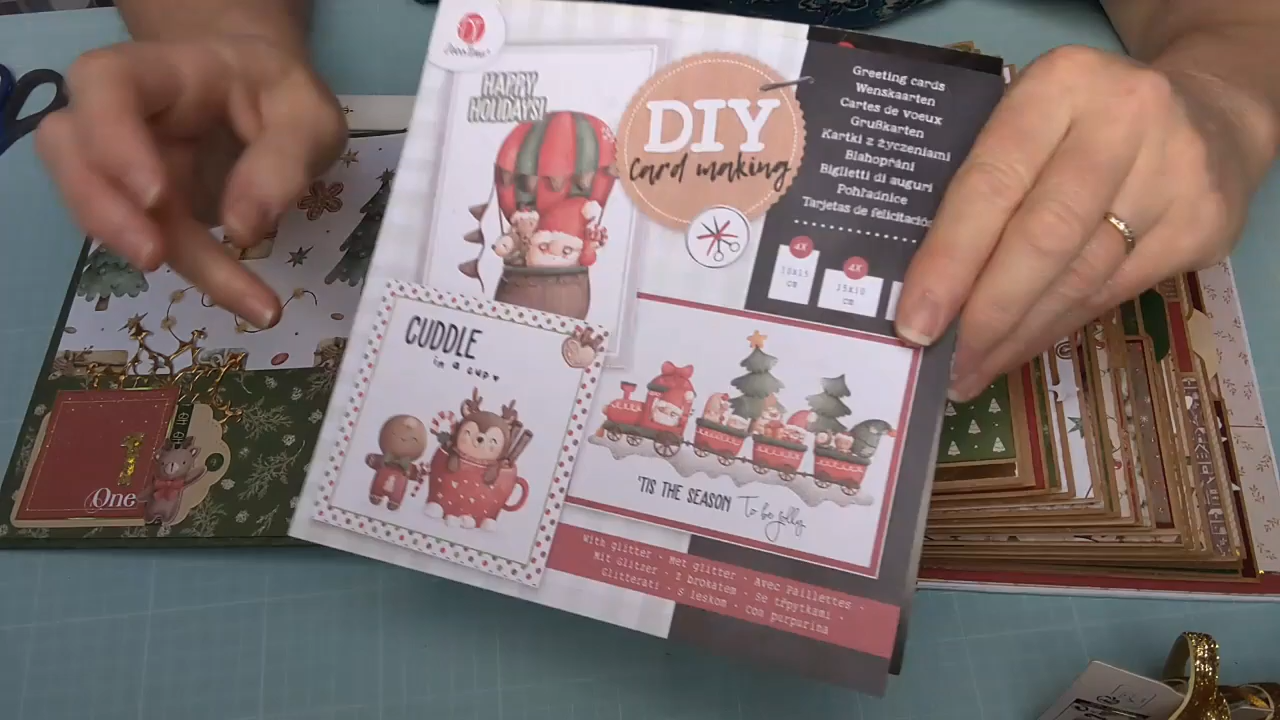 HAPPY
HOLIDAYS!
DIY
Card making
Greeting cards
Wenskaarten
Cartes de voeux
Grußkarten
Kartki z życzeniami
Blahopřání
Biglietti di auguri
Pohľadnice
Tarjetas de felicitación
4X
10x15
cm
4X
15x10
cm
CUDDLE
in a cup
'TIS THE SEASON To be jolly
With glitter · Met glitter · Avec Paillettes ·
Mit Glitzer · z brokatem · se třpytkami ·
Glitterati · s leskom · con purpurina
1
One